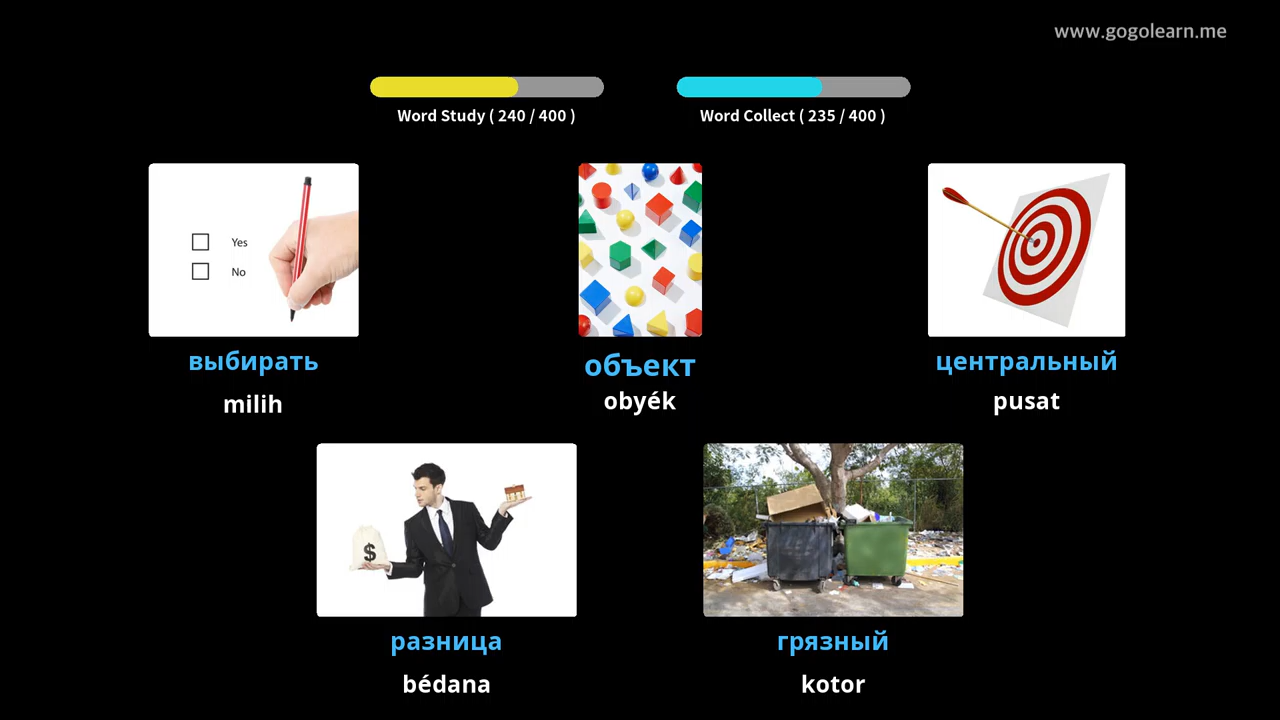 www.gogolearn.me
Word Study ( 240 / 400 )
Word Collect ( 235 / 400 )
Yes
No
выбирать
milih
объект
obyék
центральный
pusat
$
разница
bédana
грязный
kotor